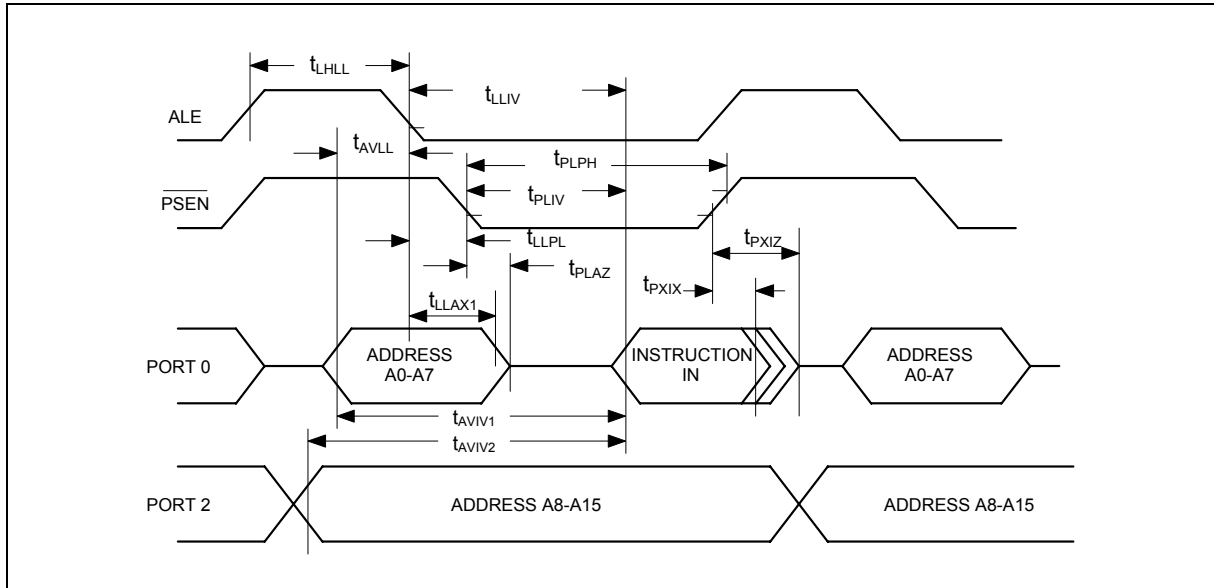 tLHLL
tLLIV
ALE
tAVLL
tPLPH
PSEN
tPLIV
tLLPL
tPXIZ
tPLAZ
tPXIX
tLLAX1
PORT 0
ADDRESS
A0-A7
INSTRUCTION
IN
ADDRESS
A0-A7
tAVIV1
tAVIV2
PORT 2
ADDRESS A8-A15
ADDRESS A8-A15